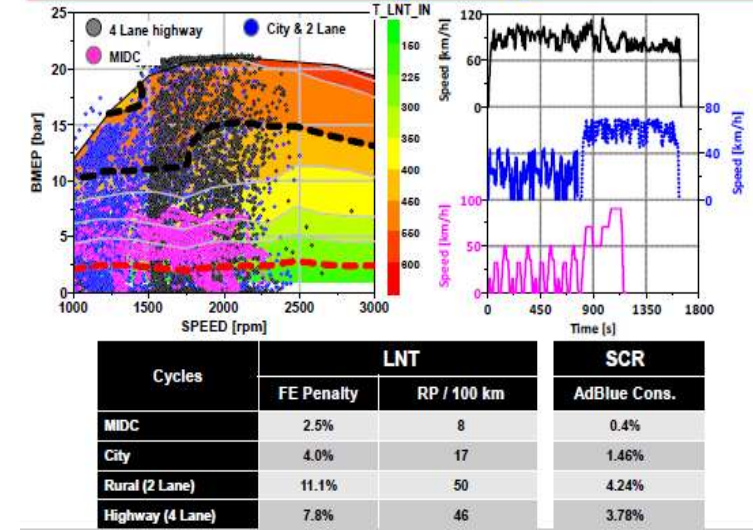 T_LNT_IN
4 Lane highway
City & 2 Lane
MIDC
25
20
15
10
5
0
BMEP [bar]
1000
1500
2000
2500
3000
SPEED [rpm]
150
225
300
350
400
450
550
600
120
60
0
Speed [km/h]
80
40
0
Speed [km/h]
100
50
0
Speed [km/h]
0
450
900
1350
1800
Time [s]
Cycles
LNT
SCR
FE Penalty
RP / 100 km
AdBlue Cons.
MIDC 2.5% 8 0.4%
City 4.0% 17 1.46%
Rural (2 Lane) 11.1% 50 4.24%
Highway (4 Lane) 7.8% 46 3.78%